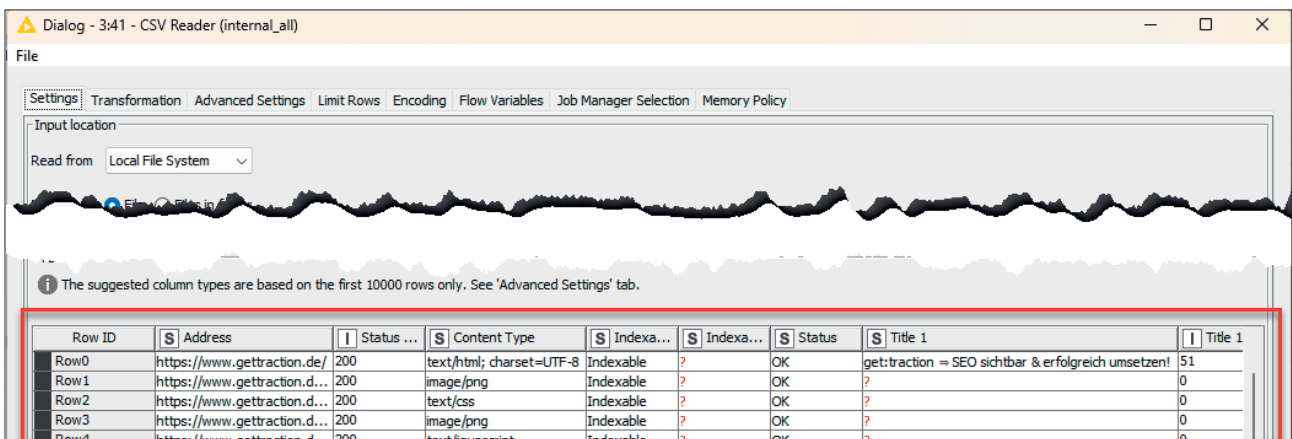 Dialog - 3:41 - CSV Reader (internal_all)
File
Settings Transformation Advanced Settings Limit Rows Encoding Flow Variables Job Manager Selection Memory Policy
Input location
Read from Local File System
The suggested column types are based on the first 10000 rows only. See 'Advanced Settings' tab.
Row ID S Address I Status ... S Content Type S Indexa... S Indexa... S Status S Title 1 I Title 1
Row0 https://www.gettraction.de/ 200 text/html; charset=UTF-8 Indexable ? OK get:traction ⇒ SEO sichtbar & erfolgreich umsetzen! 51
Row1 https://www.gettraction.d... 200 image/png Indexable ? OK ? 0
Row2 https://www.gettraction.d... 200 text/css Indexable ? OK ? 0
Row3 https://www.gettraction.d... 200 image/png Indexable ? OK ? 0